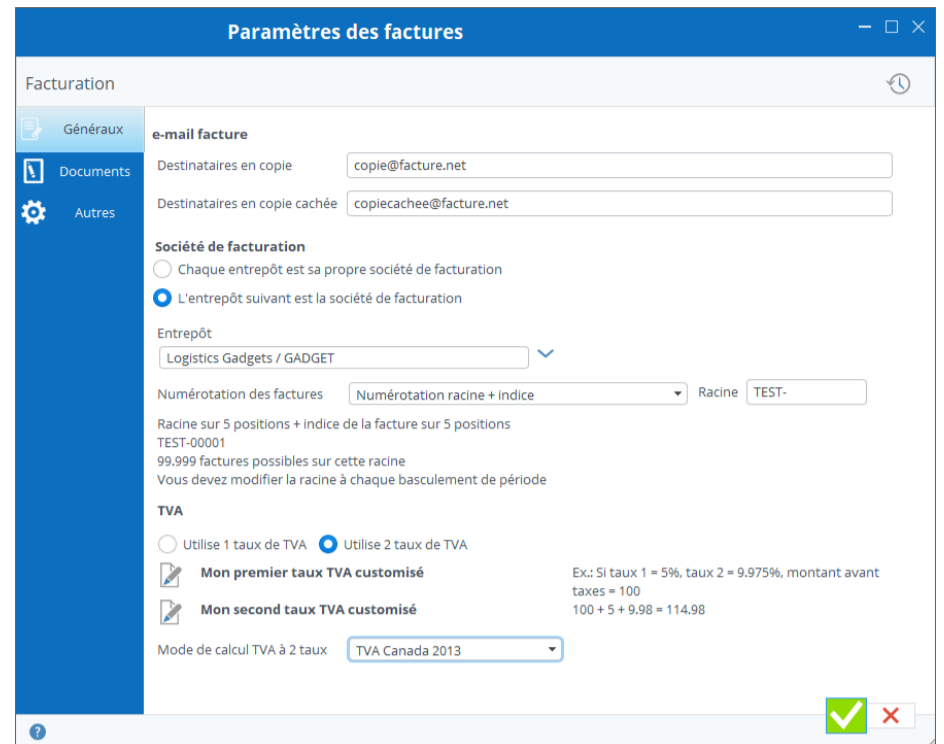 Paramètres des factures
Facturation
Généraux
Documents
Autres
e-mail facture
Destinataires en copie copie@facture.net
Destinataires en copie cachée copiecachee@facture.net
Société de facturation
Chaque entrepôt est sa propre société de facturation
L'entrepôt suivant est la société de facturation
Entrepôt
Logistics Gadgets / GADGET
Numérotation des factures Numérotation racine + indice Racine TEST-
Racine sur 5 positions + indice de la facture sur 5 positions
TEST-00001
99.999 factures possibles sur cette racine
Vous devez modifier la racine à chaque basculement de période
TVA
Utilise 1 taux de TVA Utilise 2 taux de TVA
Mon premier taux TVA customisé
Ex.: Si taux 1 = 5%, taux 2 = 9.975%, montant avant
taxes = 100
Mon second taux TVA customisé
100 + 5 + 9.98 = 114.98
Mode de calcul TVA à 2 taux TVA Canada 2013
?